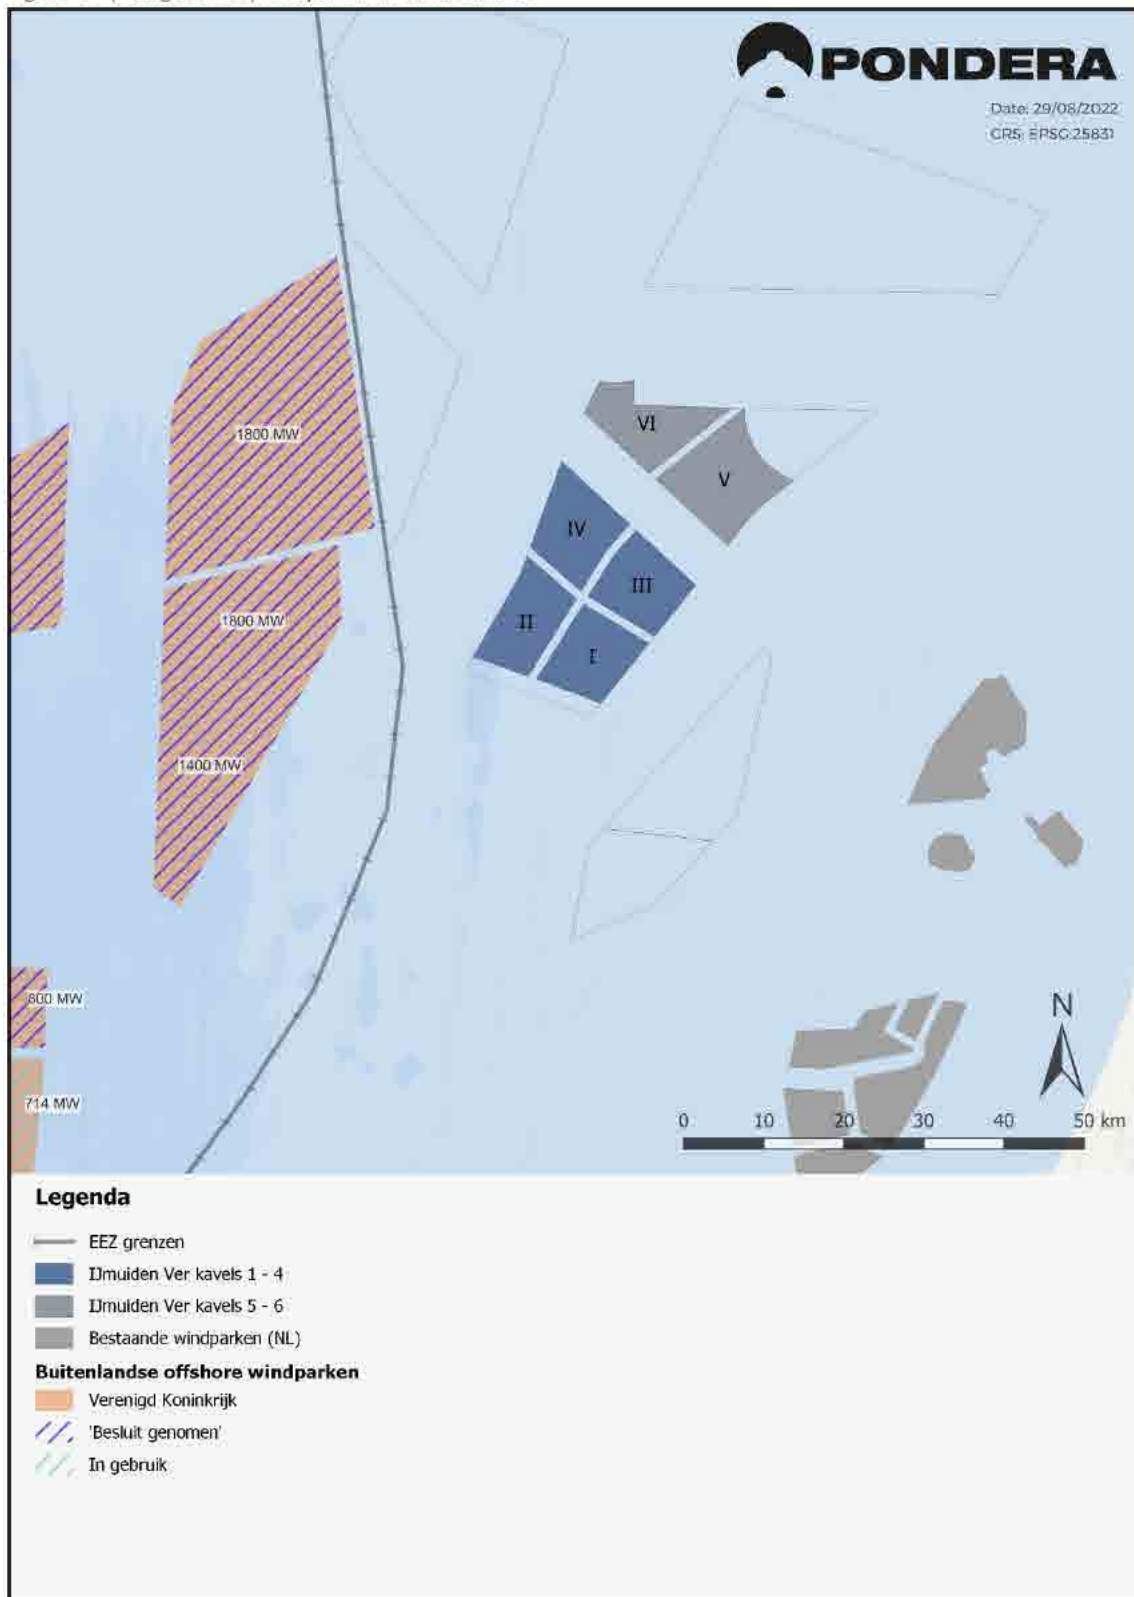 PONDERA
Date: 29/08/2022
CRS: EPSG:25831
1800 MW
VI
V
IV
III
1800 MW
II
I
1400 MW
800 MW
N
714 MW
0 10 20 30 40 50 km
Legenda
EEZ grenzen
IJmuiden Ver kavels 1 - 4
IJmuiden Ver kavels 5 - 6
Bestaande windparken (NL)
Buitenlandse offshore windparken
Verenigd Koninkrijk
'Besluit genomen'
In gebruik